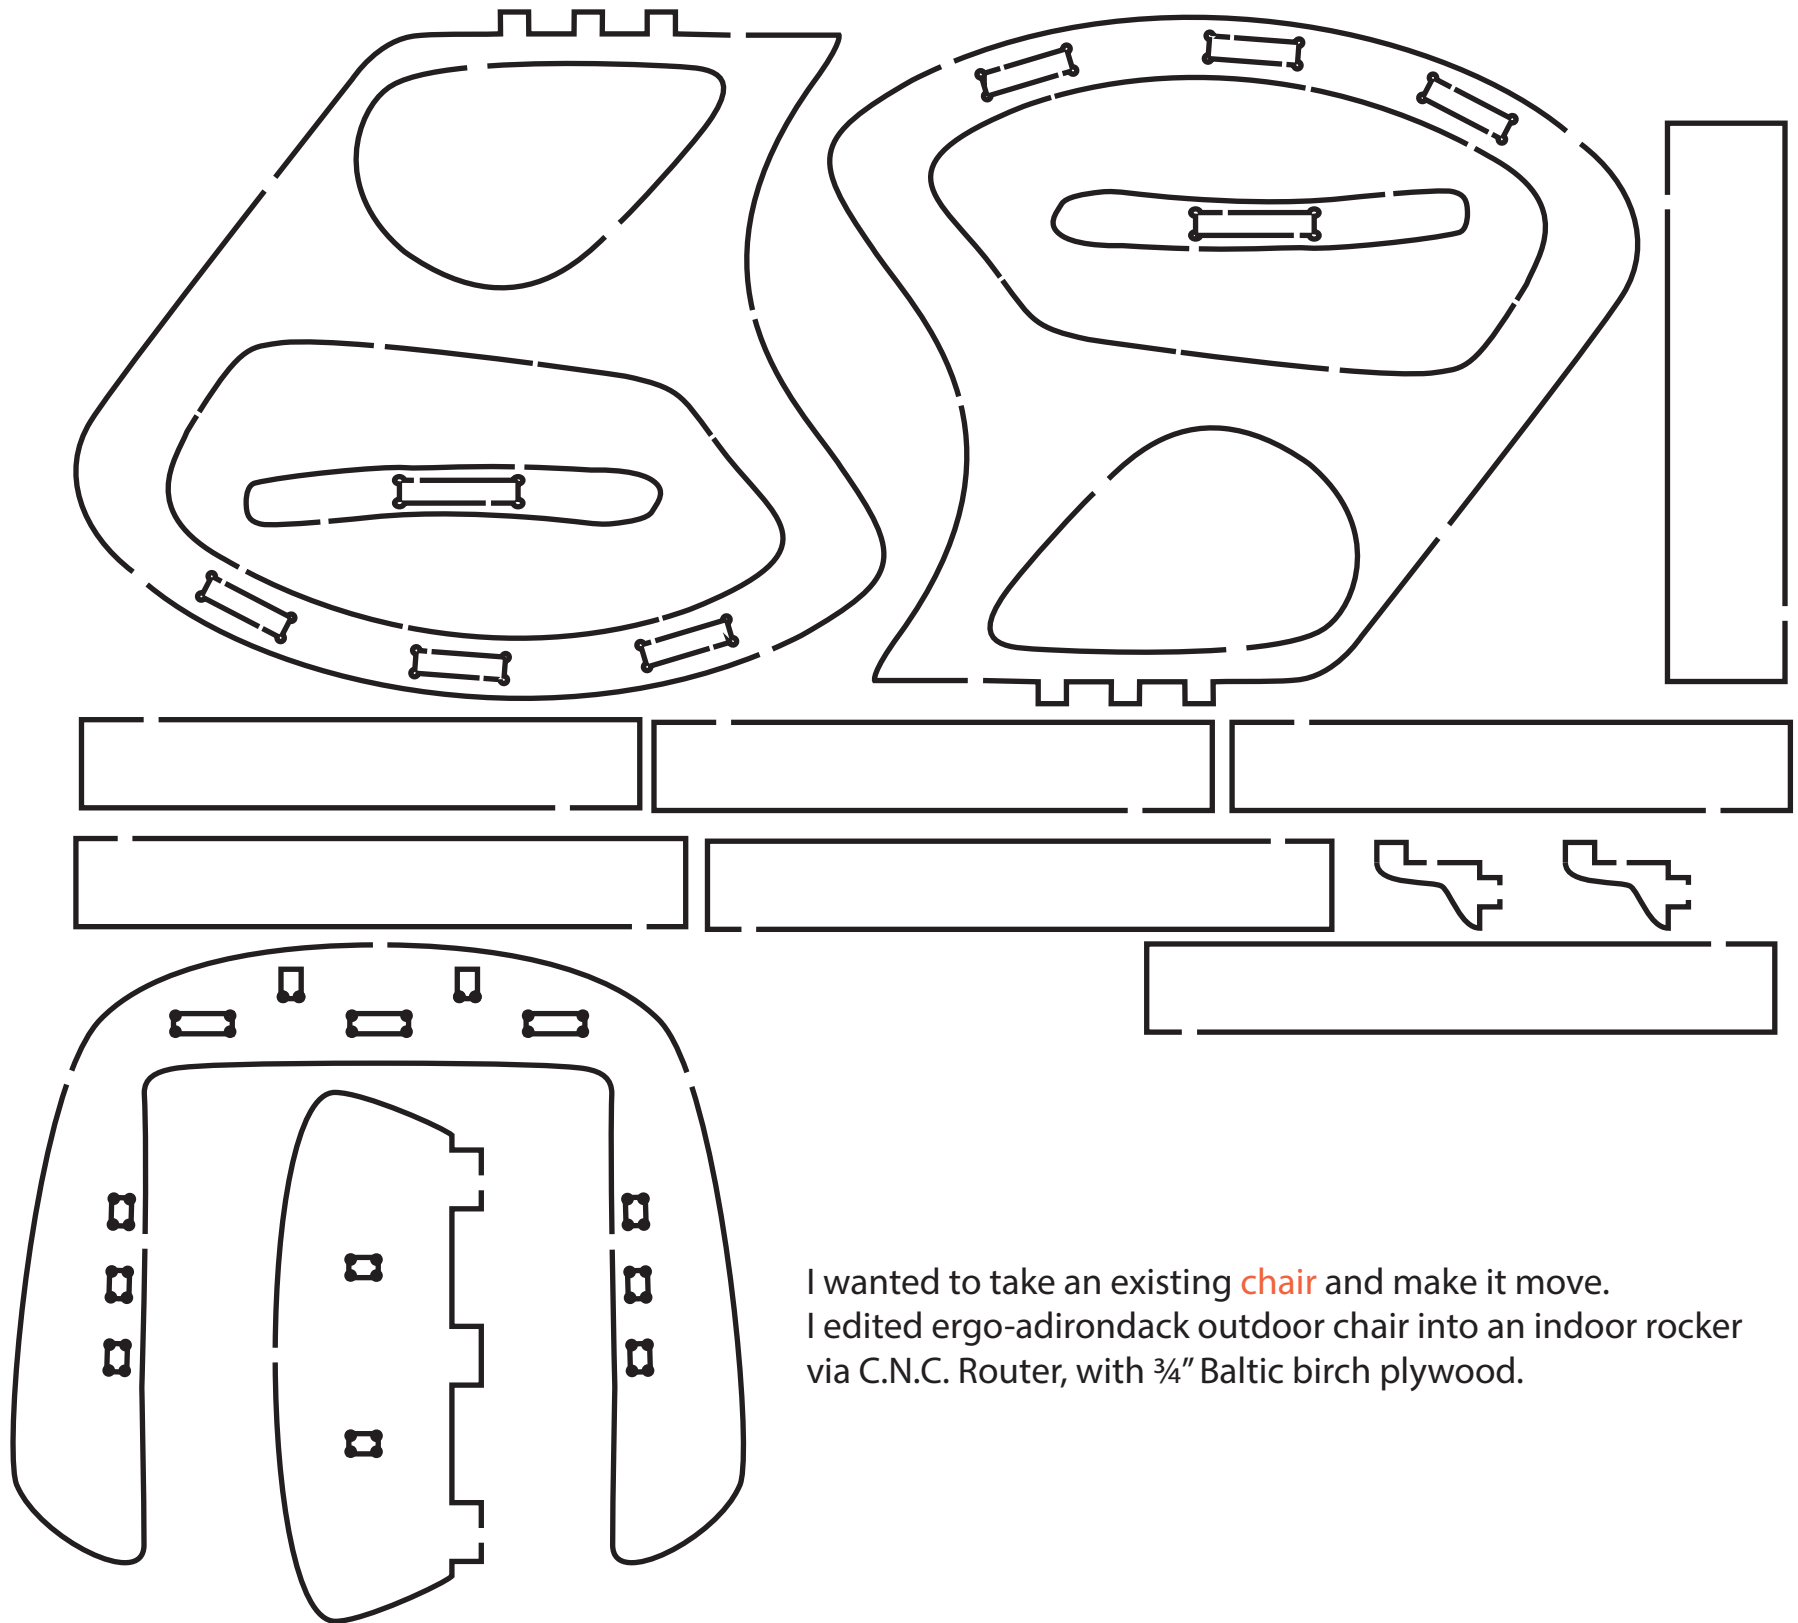 I wanted to take an existing chair and make it move.
I edited ergo-adirondack outdoor chair into an indoor rocker
via C.N.C. Router, with ¾” Baltic birch plywood.